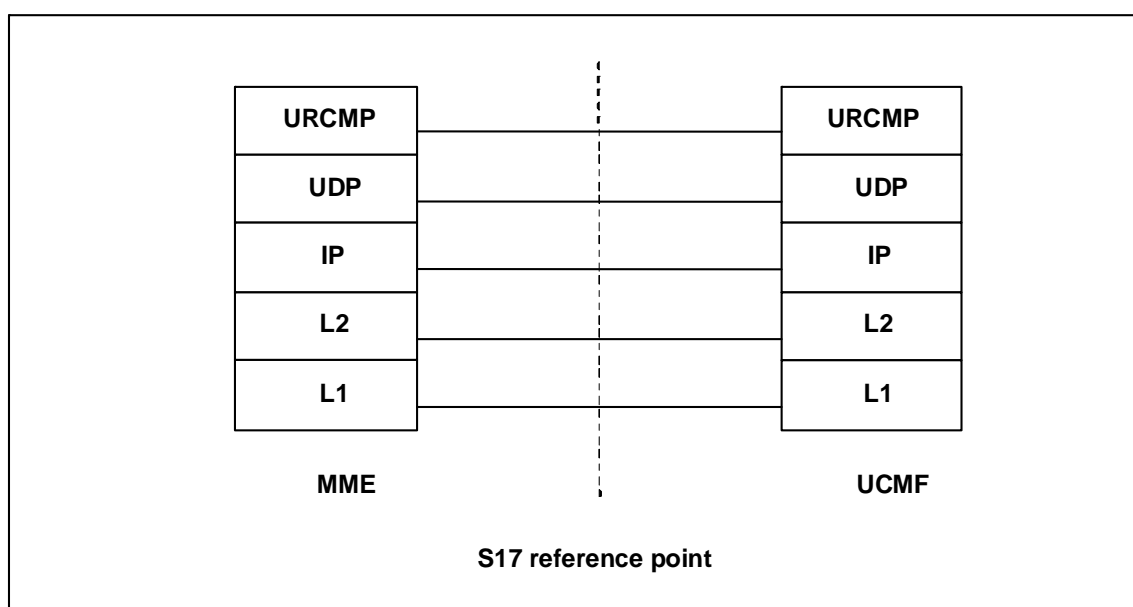 URCMP URCMP
UDP UDP
IP IP
L2 L2
L1 L1
MME UCMF
S17 reference point